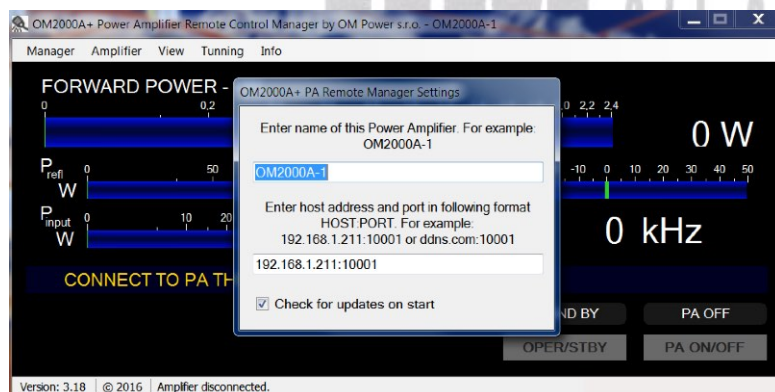 OM2000A+ Power Amplifier Remote Control Manager by OM Power s.r.o. - OM2000A-1
Manager Amplifier View Tunning Info
FORWARD POWER -
0 0,2 2,2 2,4
0 W
OM2000A+ PA Remote Manager Settings
Enter name of this Power Amplifier. For example:
OM2000A-1
OM2000A-1
Enter host address and port in following format
HOST:PORT. For example:
192.168.1.211:10001 or ddns.com:10001
192.168.1.211:10001
Check for updates on start
Prefl W
0 50
-10 0 10 20 30 40 50
Pinput W
0 10 20
0 kHz
CONNECT TO PA
BY PA OFF
OPER/STBY PA ON/OFF
Version: 3.18 © 2016 Amplifier disconnected.